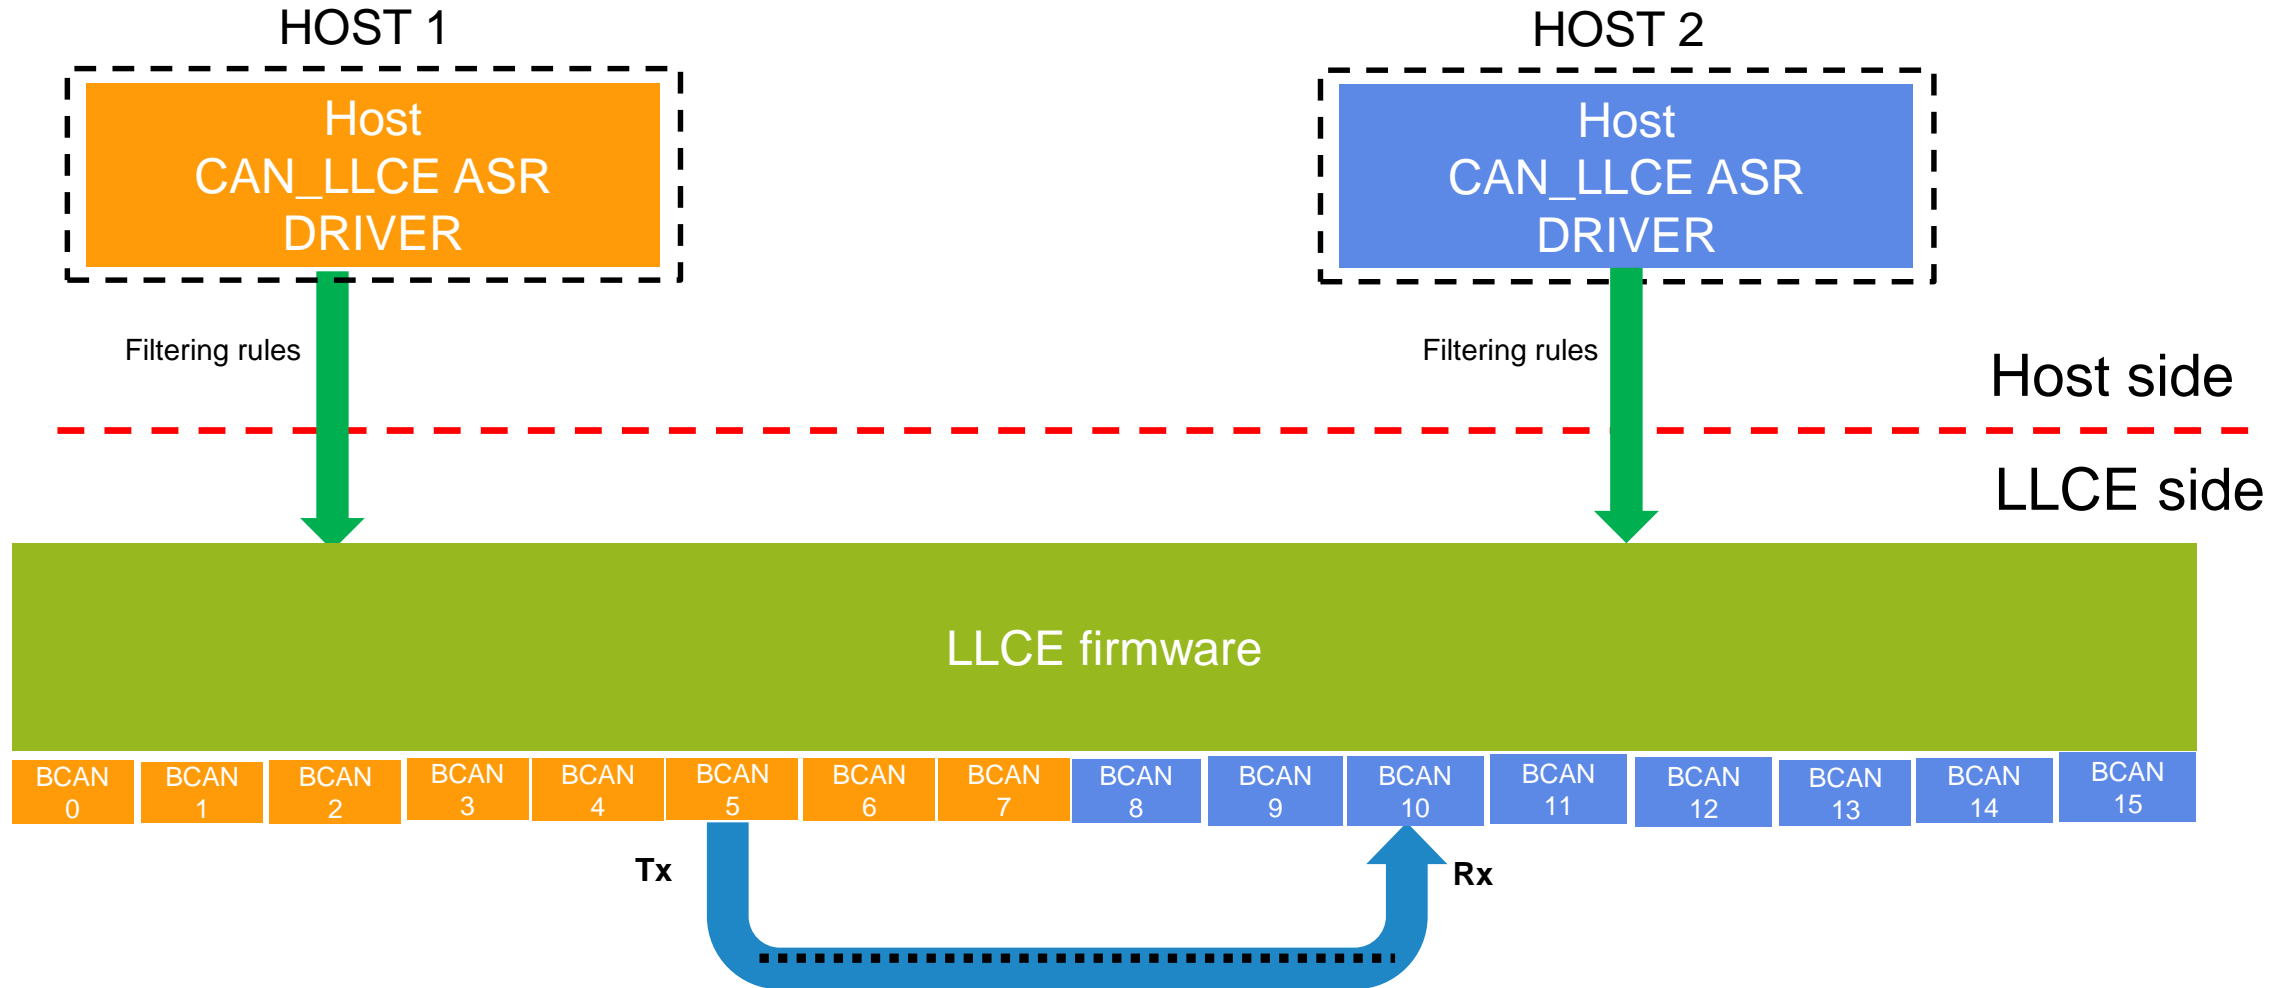 HOST 1
HOST 2
Host
CAN_LLCE ASR
DRIVER
Host
CAN_LLCE ASR
DRIVER
Filtering rules
Filtering rules
Host side
LLCE side
LLCE firmware
BCAN
0
BCAN
1
BCAN
2
BCAN
3
BCAN
4
BCAN
5
BCAN
6
BCAN
7
BCAN
8
BCAN
9
BCAN
10
BCAN
11
BCAN
12
BCAN
13
BCAN
14
BCAN
15
Tx
Rx